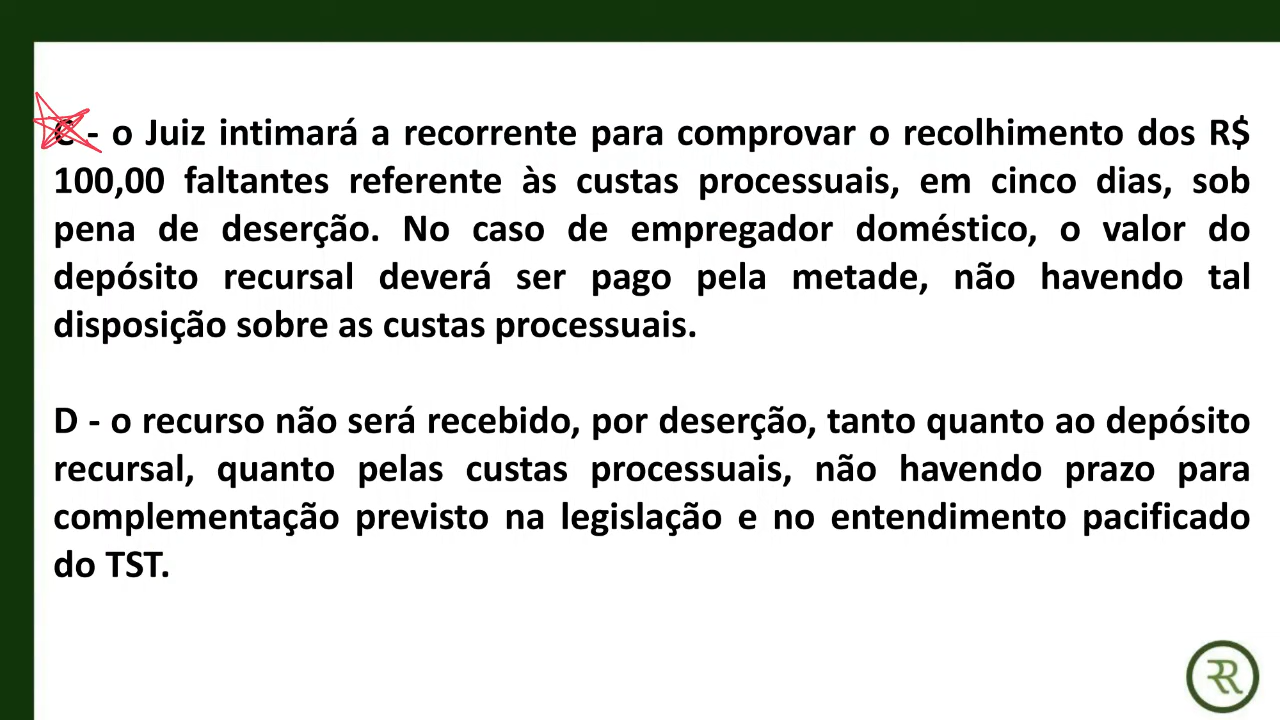 C - o Juiz intimará a recorrente para comprovar o recolhimento dos R$
100,00 faltantes referente às custas processuais, em cinco dias, sob
pena de deserção. No caso de empregador doméstico, o valor do
depósito recursal deverá ser pago pela metade, não havendo tal
disposição sobre as custas processuais.
D - o recurso não será recebido, por deserção, tanto quanto ao depósito
recursal, quanto pelas custas processuais, não havendo prazo para
complementação previsto na legislação e no entendimento pacificado
do TST.
RR